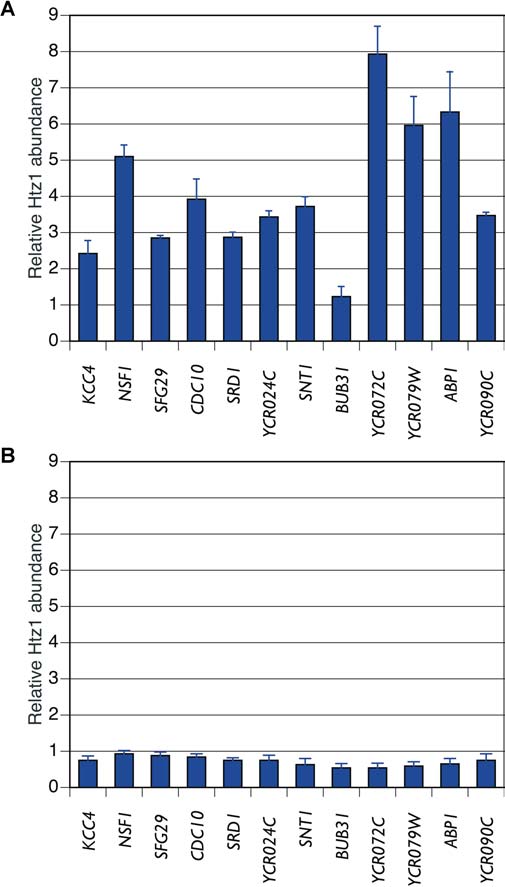 A
9
8
7
6
5
4
3
2
1
0
Relative Htz1 abundance
KCC4
NSF1
SFG29
CDC10
SRD1
YCR024C
SNT1
BUB31
YCR072C
YCR079W
ABP1
YCR090C
B
9
8
7
6
5
4
3
2
1
0
Relative Htz1 abundance
KCC4
NSF1
SFG29
CDC10
SRD1
YCR024C
SNT1
BUB31
YCR072C
YCR079W
ABP1
YCR090C